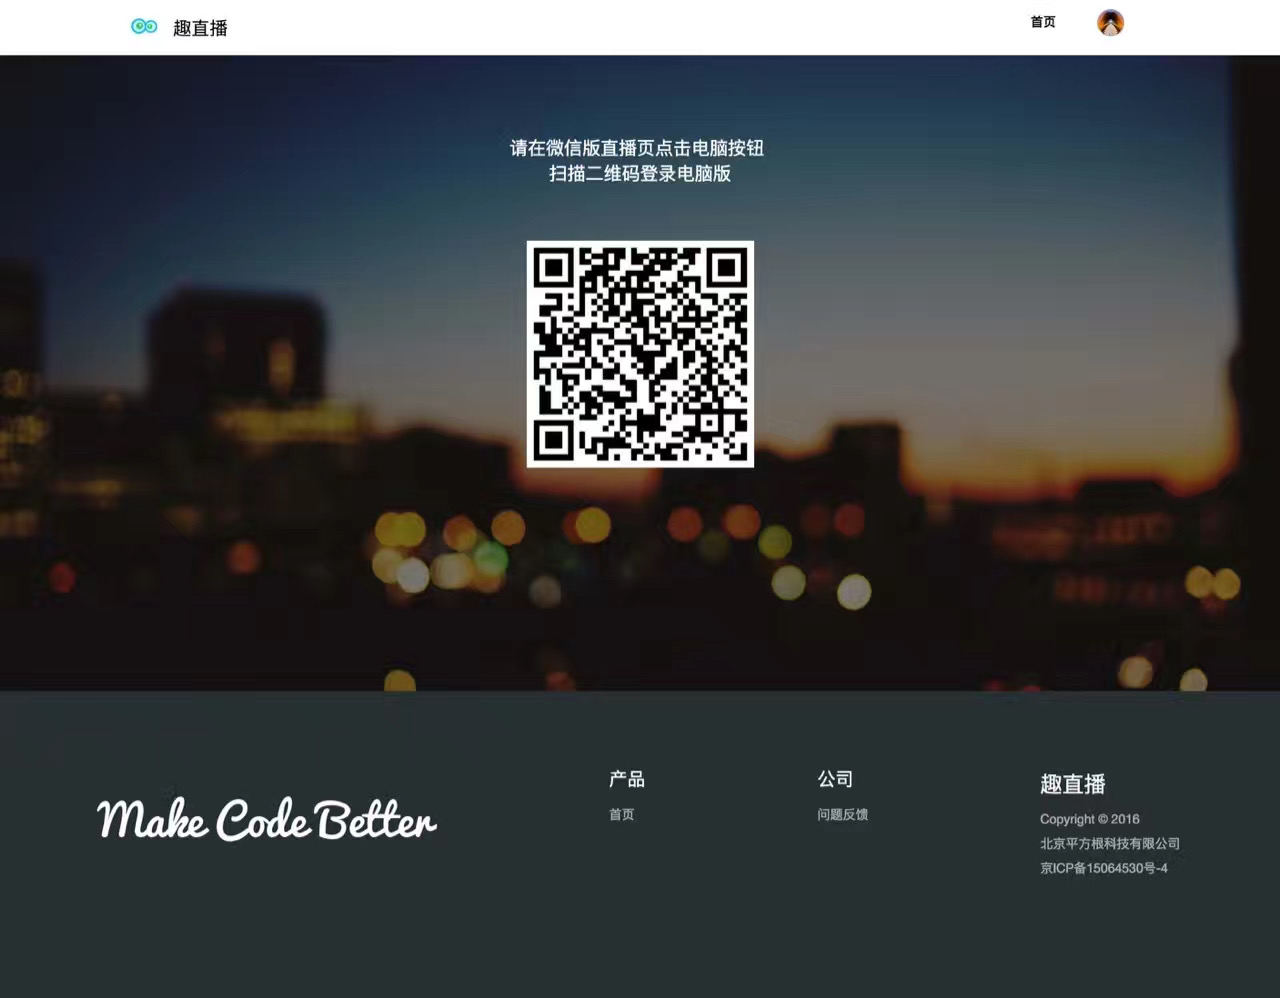 趣直播
首页
请在微信版直播页点击电脑按钮
扫描二维码登录电脑版
Make Code Better
产品
首页
公司
问题反馈
趣直播
Copyright © 2016
北京平方根科技有限公司
京ICP备15064530号-4